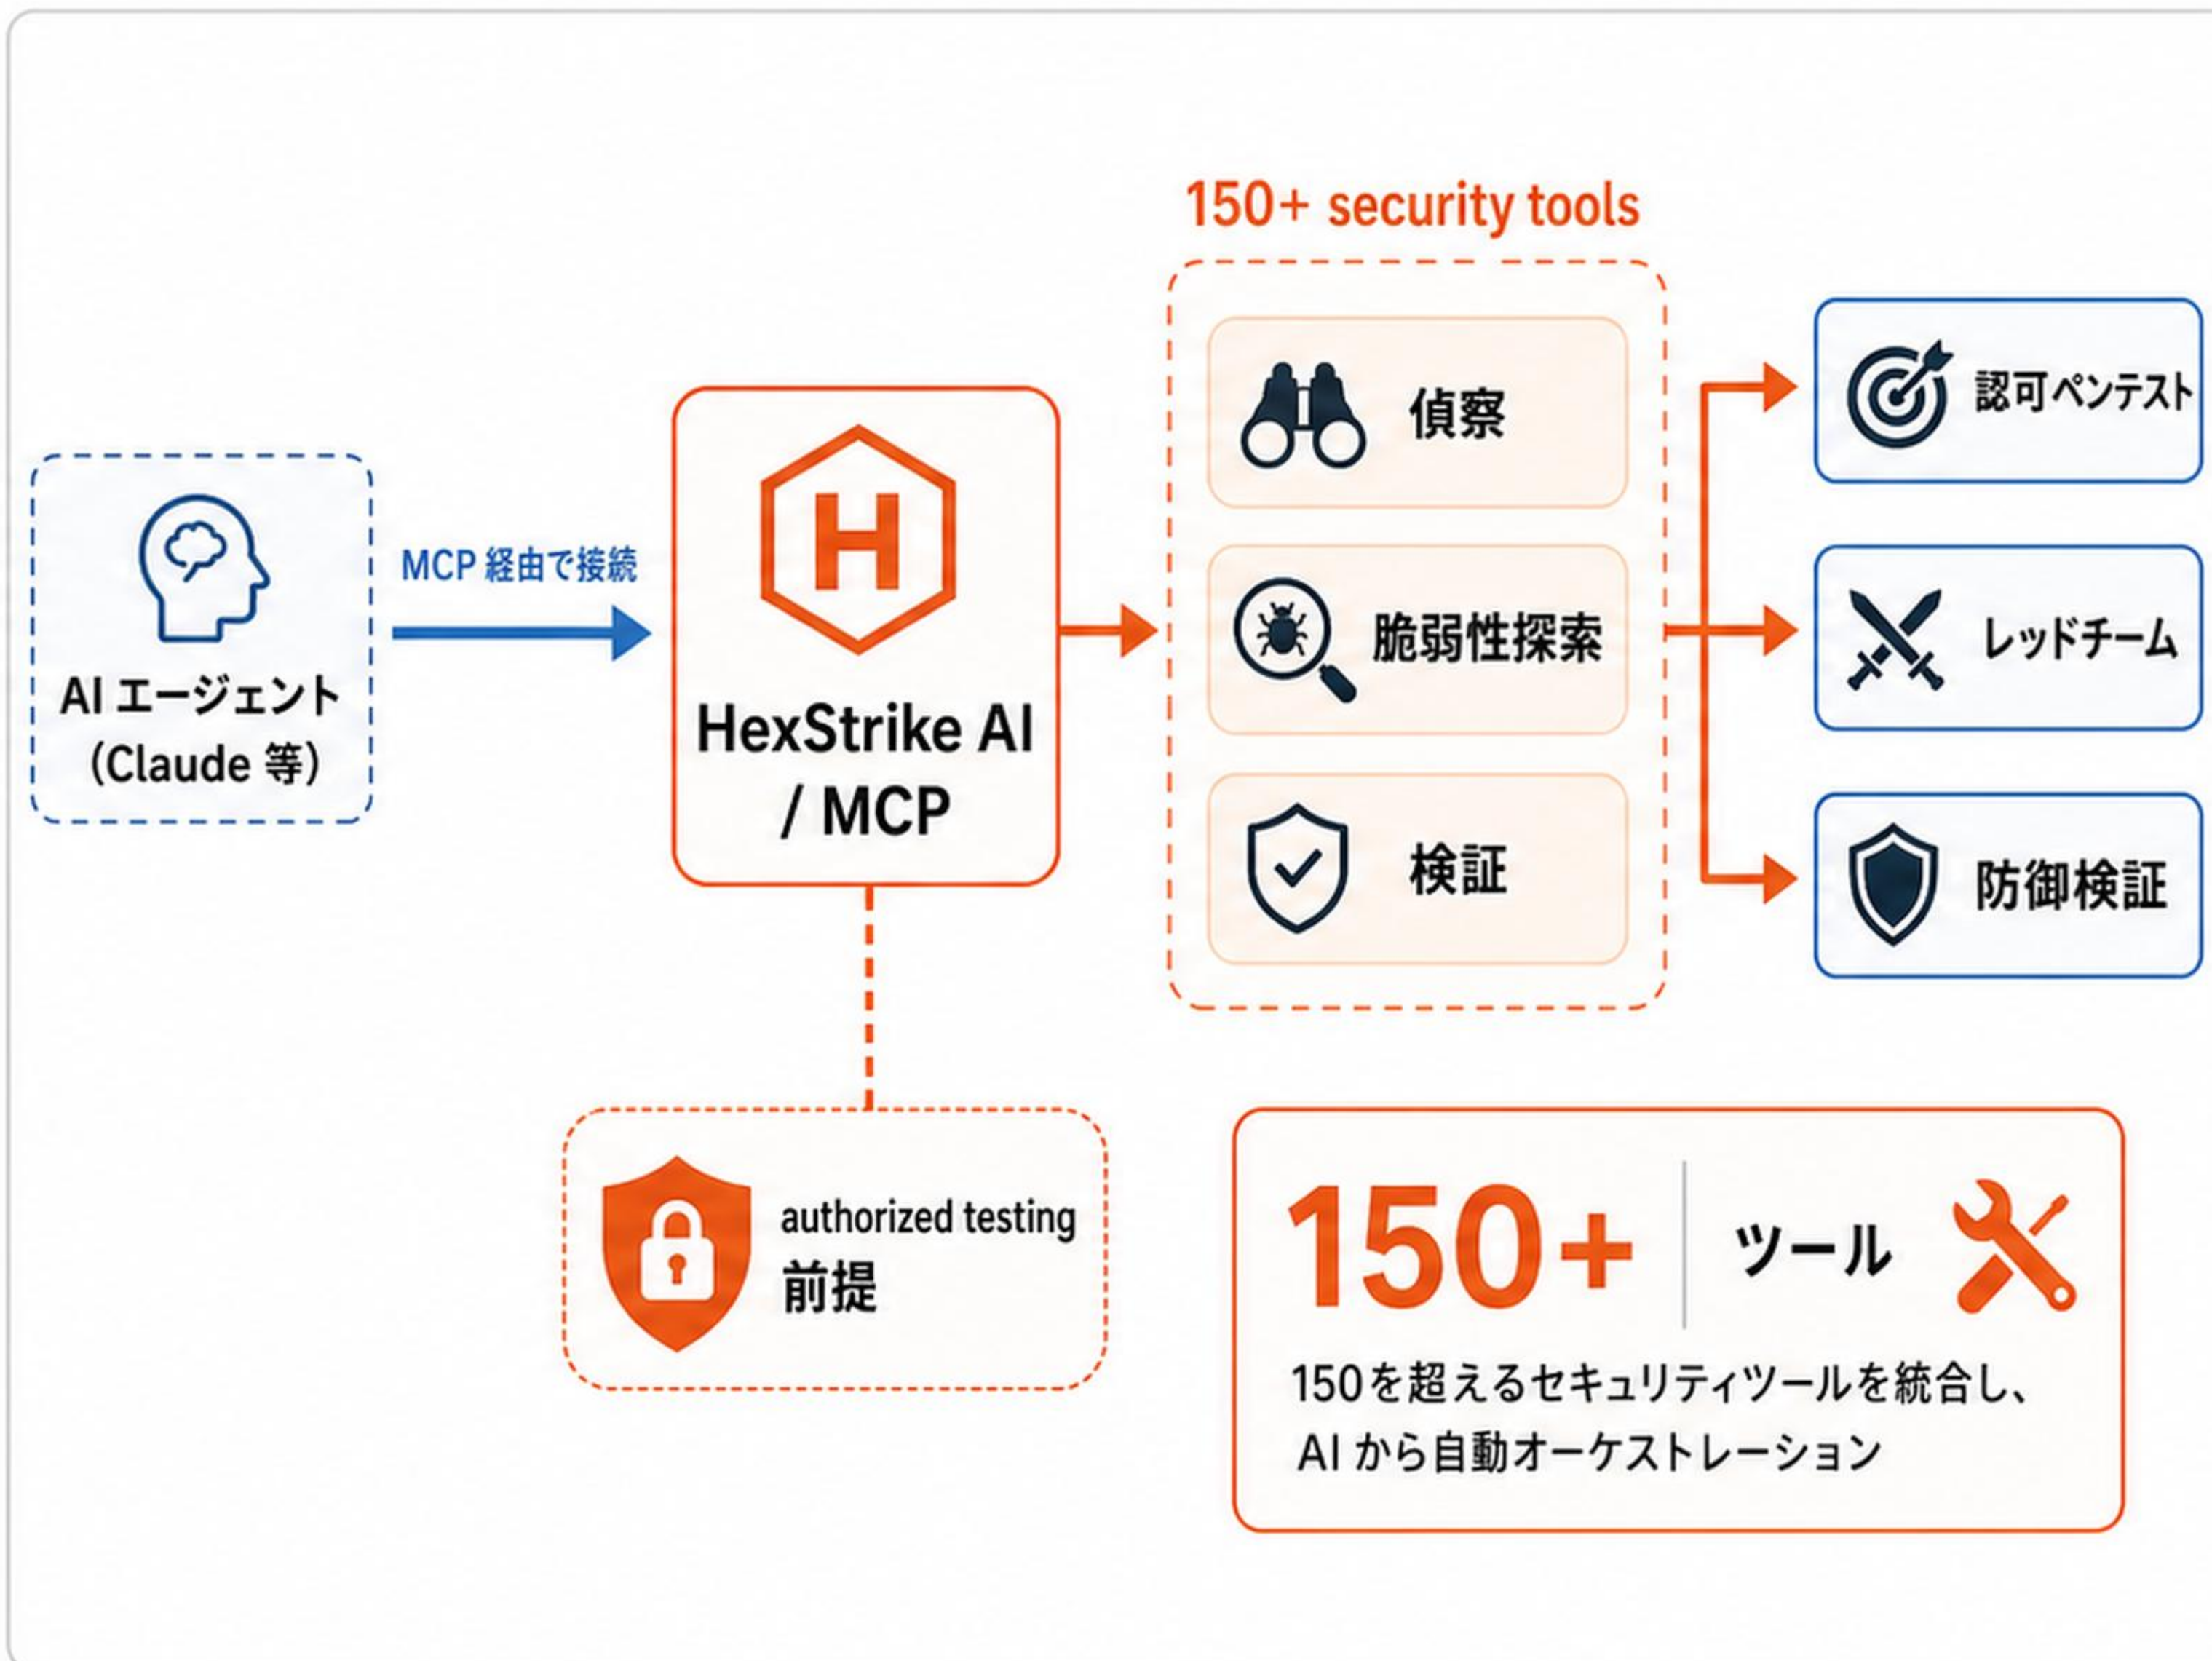 AI エージェント
(Claude 等)
MCP 経由で接続
H
HexStrike AI
/ MCP
authorized testing
前提
150+ security tools
偵察
脆弱性探索
検証
認可ペンテスト
レッドチーム
防御検証
150+
ツール
150を超えるセキュリティツールを統合し、
AI から自動オーケストレーション